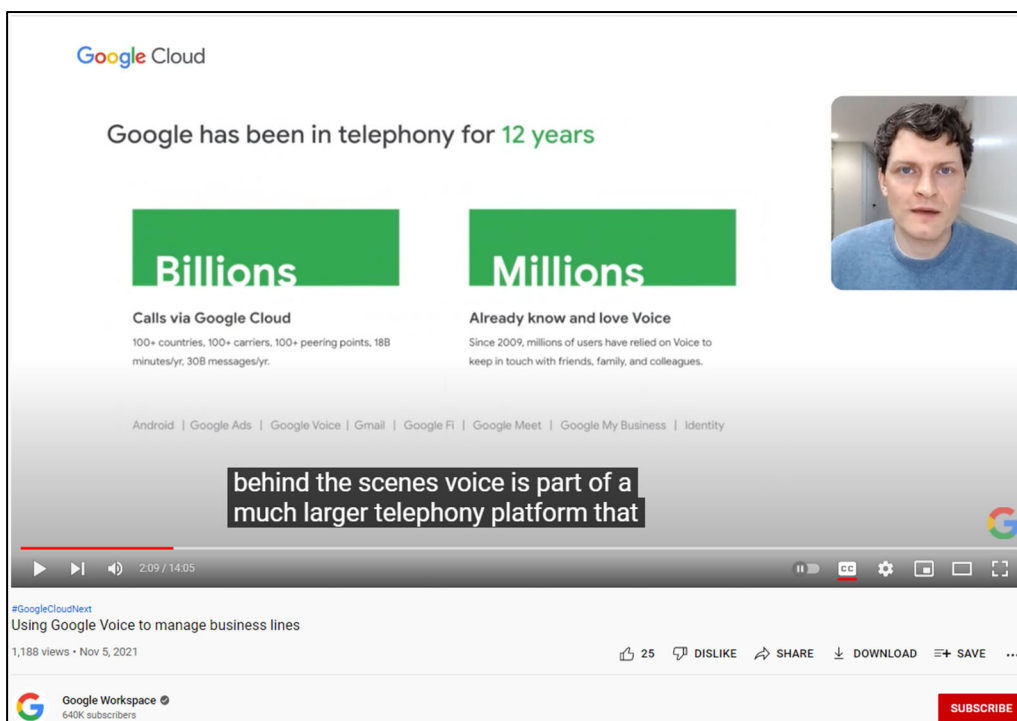 Google Cloud
Google has been in telephony for 12 years
Billions
Calls via Google Cloud
100+ countries, 100+ carriers, 100+ peering points, 18B
minutes/yr, 30B messages/yr.
Millions
Already know and love Voice
Since 2009, millions of users have relied on Voice to
keep in touch with friends, family, and colleagues.
Android | Google Ads | Google Voice | Gmail | Google Fi | Google Meet | Google My Business | Identity
behind the scenes voice is part of a
much larger telephony platform that
2:09 / 14:05
CC
#GoogleCloudNext
Using Google Voice to manage business lines
1,188 views • Nov 5, 2021
25 DISLIKE SHARE DOWNLOAD SAVE ...
Google Workspace
640K subscribers
SUBSCRIBE